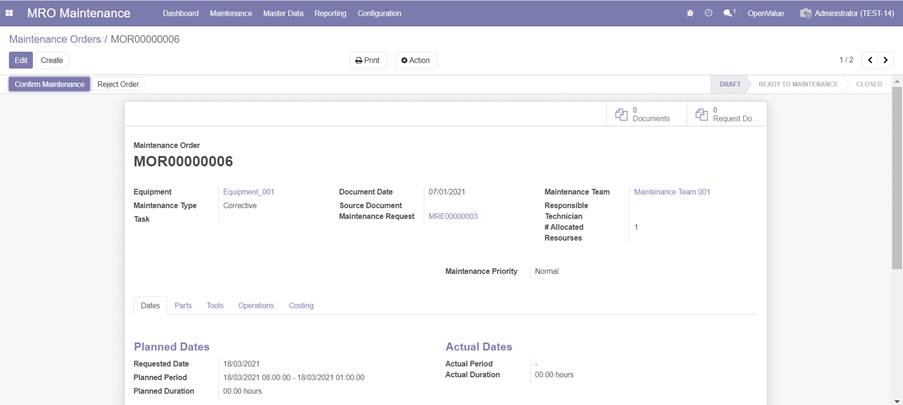 MRO Maintenance Dashboard Maintenance Master Data Reporting Configuration 1 OpenValue Administrator (TEST-14)
Maintenance Orders / MOR00000006
Edit Create Print Action 1 / 2
Confirm Maintenance Reject Order DRAFT READY TO MAINTENANCE CLOSED
0 Documents
0 Request Do...
Maintenance Order
MOR00000006
Equipment Equipment_001
Maintenance Type Corrective
Task
Document Date 07/01/2021
Source Document
Maintenance Request MRE00000003
Maintenance Team Maintenance Team 001
Responsible
Technician
# Allocated 1
Resourses
Maintenance Priority Normal
Dates Parts Tools Operations Costing
Planned Dates
Requested Date 18/03/2021
Planned Period 18/03/2021 08:00:00 - 18/03/2021 01:00:00
Planned Duration 00:00 hours
Actual Dates
Actual Period -
Actual Duration 00:00 hours